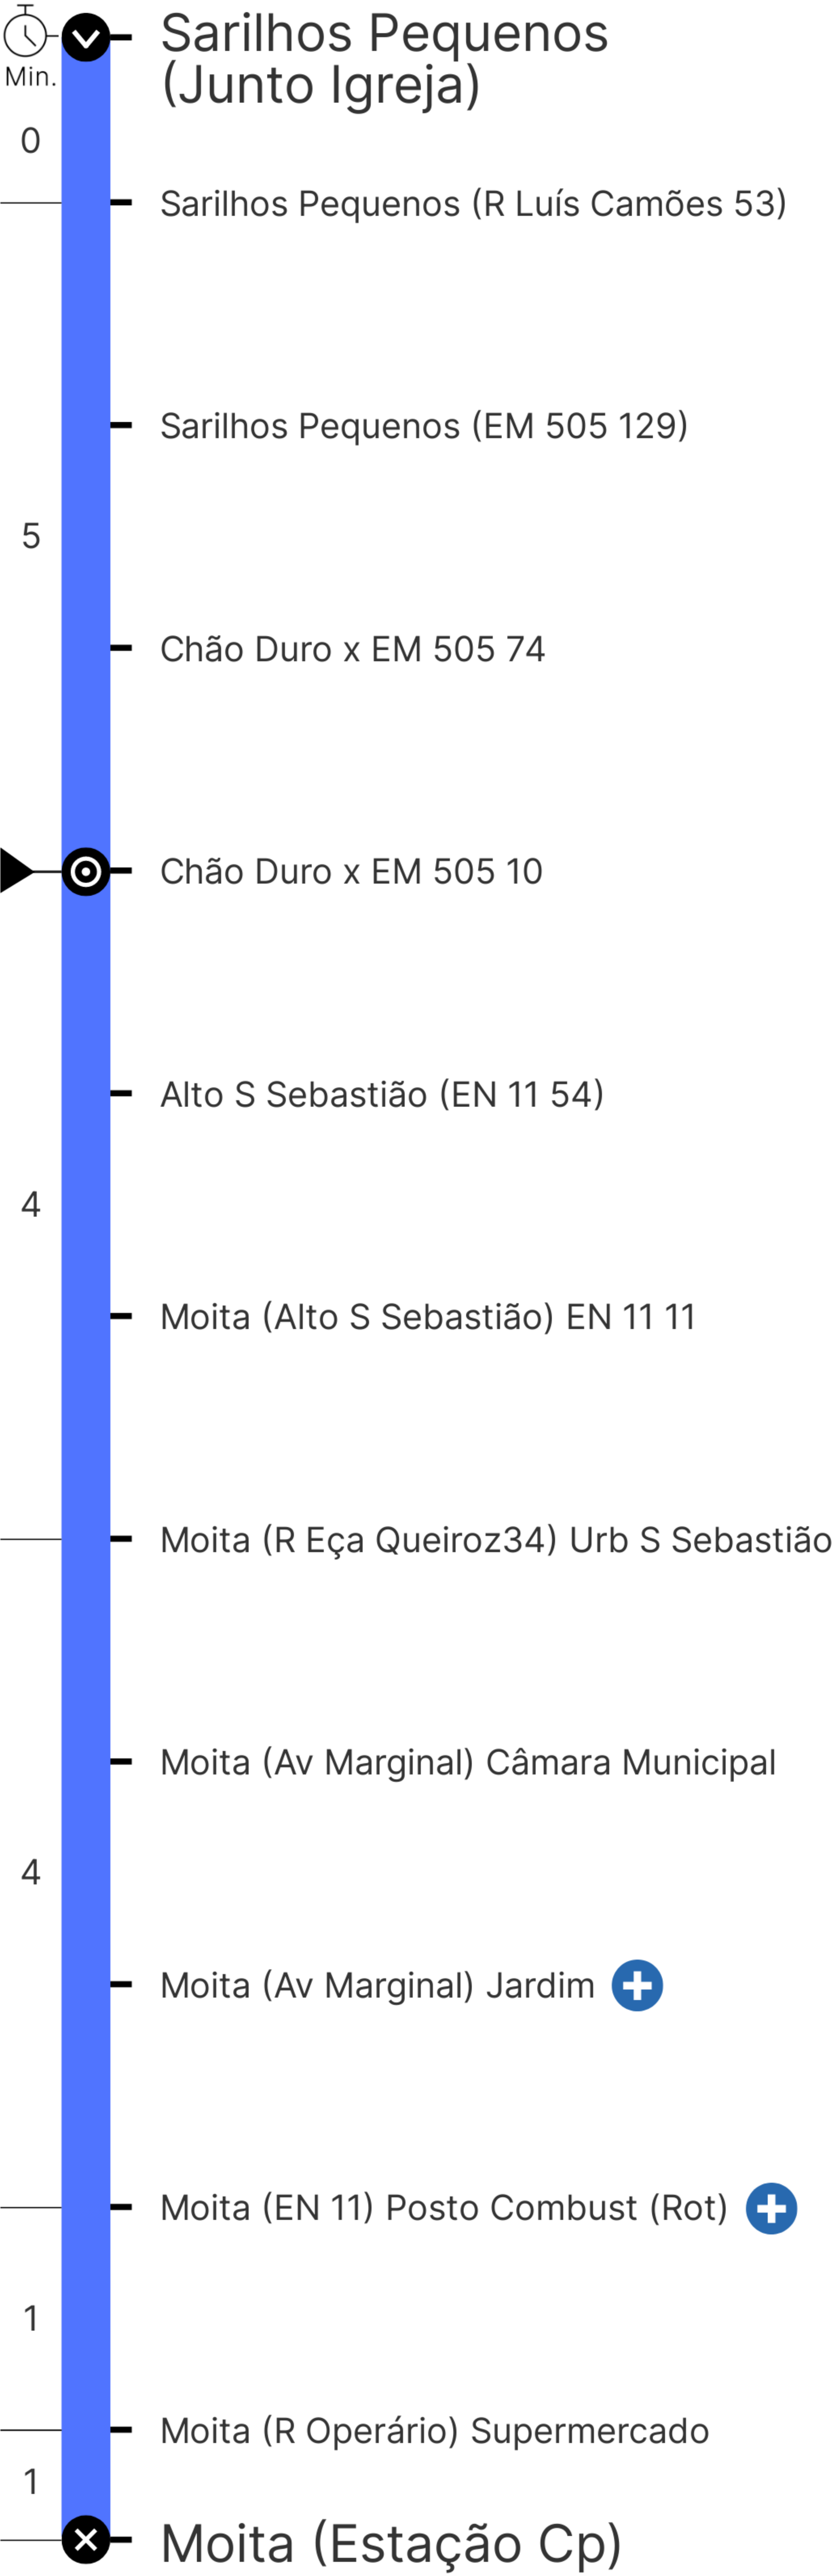 Sarilhos Pequenos
(Junto Igreja)
Min.
0
Sarilhos Pequenos (R Luís Camões 53)
Sarilhos Pequenos (EM 505 129)
5
Chão Duro x EM 505 74
Chão Duro x EM 505 10
Alto S Sebastião (EN 11 54)
4
Moita (Alto S Sebastião) EN 11 11
Moita (R Eça Queiroz34) Urb S Sebastião
Moita (Av Marginal) Câmara Municipal
4
Moita (Av Marginal) Jardim
Moita (EN 11) Posto Combust (Rot)
1
Moita (R Operário) Supermercado
1
Moita (Estação Cp)